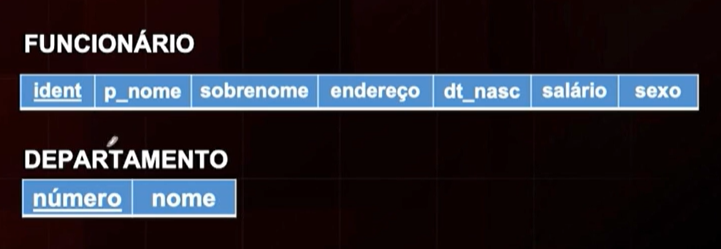 FUNCIONÁRIO
ident p_nome sobrenome endereço dt_nasc salário sexo
DEPARTAMENTO
número nome